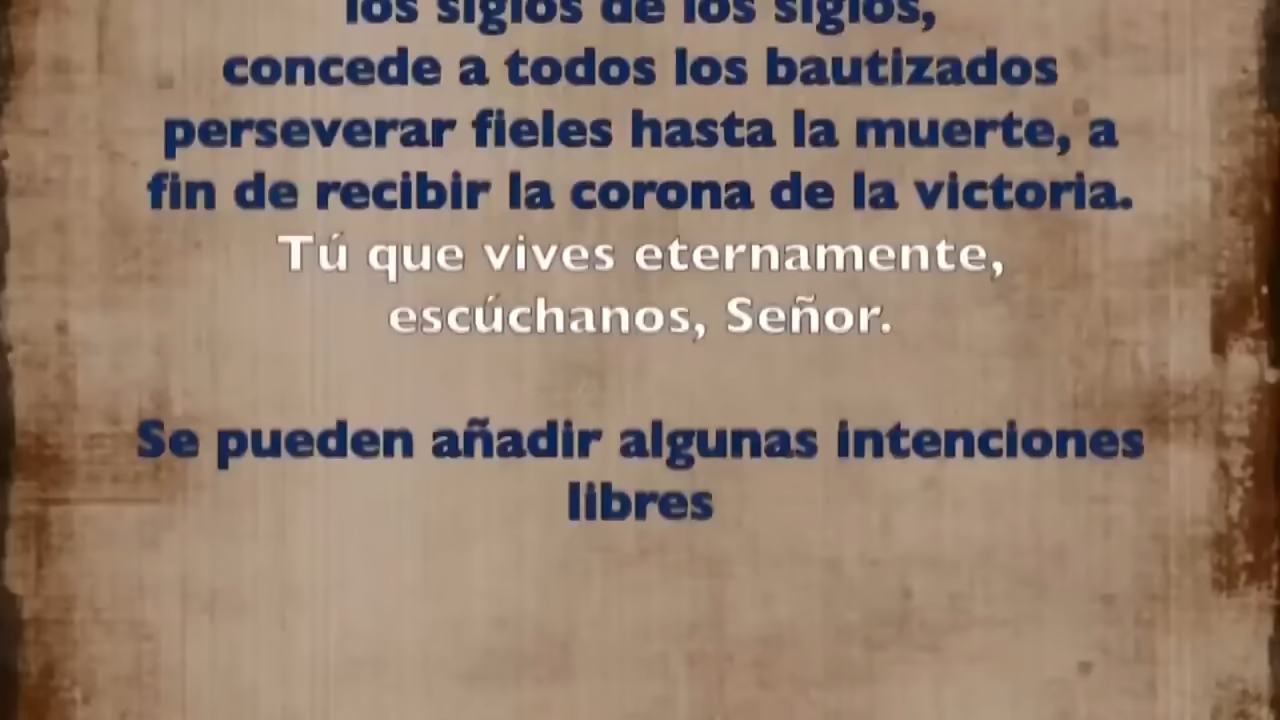 los siglos de los siglos,
concede a todos los bautizados
perseverar fieles hasta la muerte, a
fin de recibir la corona de la victoria.
Tú que vives eternamente,
escúchanos, Señor.
Se pueden añadir algunas intenciones
libres